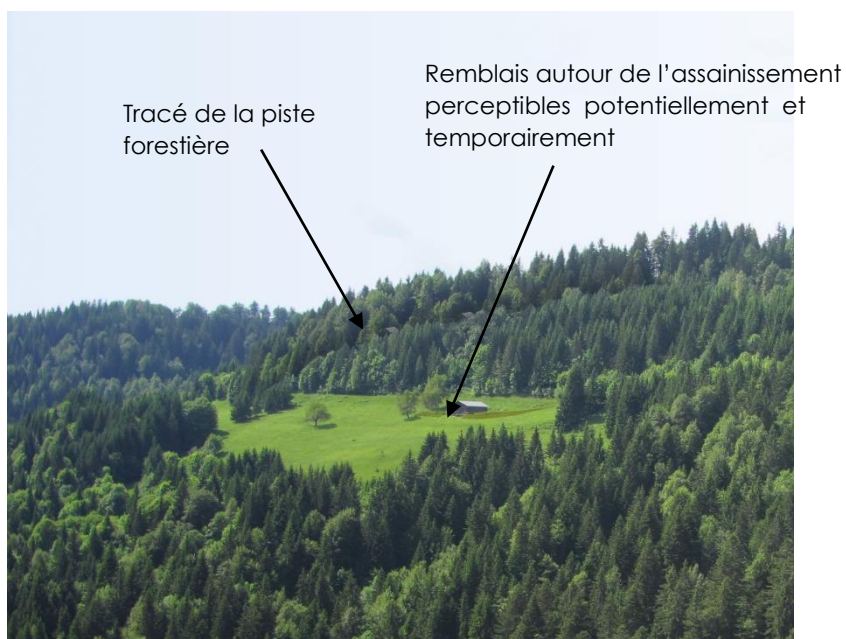 Tracé de la piste
forestière
Remblais autour de l’assainissement
perceptibles potentiellement et
temporairement